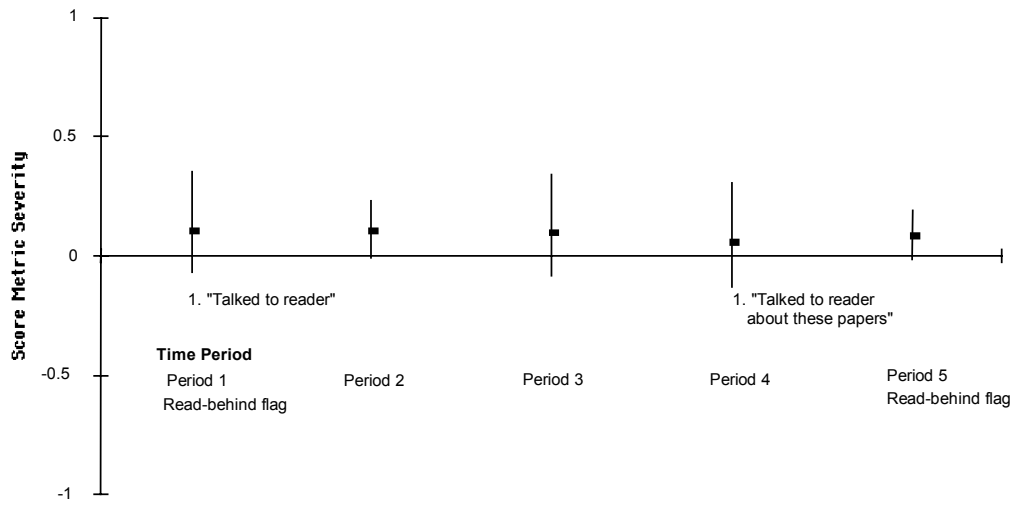 1
0.5
Score Metric Severity
0
1. "Talked to reader"
1. "Talked to reader
about these papers"
Time Period
-0.5
Period 1
Period 2
Period 3
Period 4
Period 5
Read-behind flag
Read-behind flag
-1